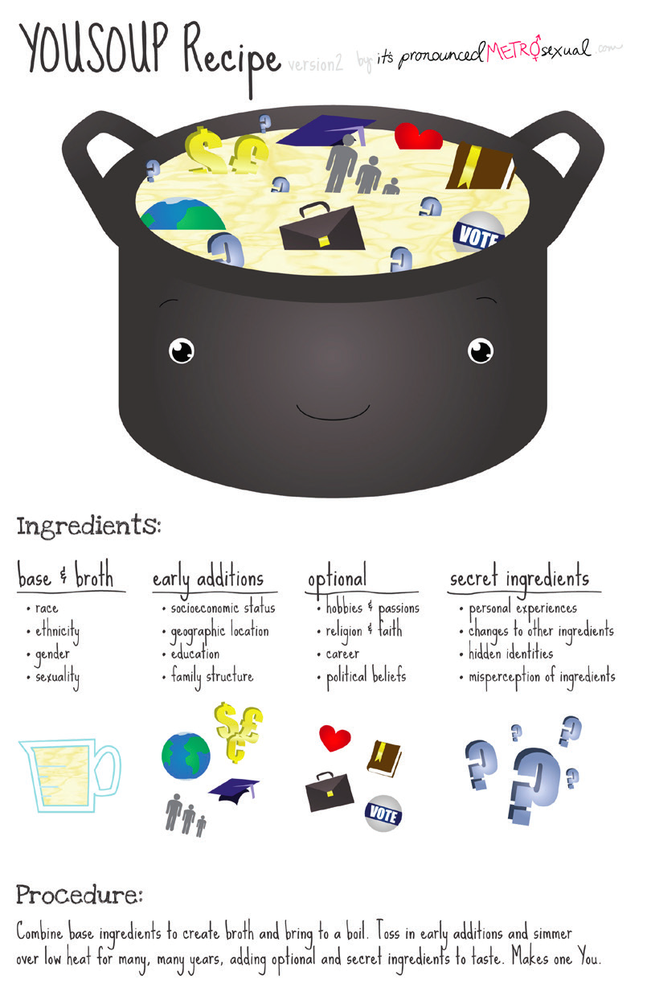 YOUSOUP Recipe version2 by it's pronounced METROsexual .com
VOTE
Ingredients:
base & broth
• race
• ethnicity
• gender
• sexuality
early additions
• socioeconomic status
• geographic location
• education
• family structure
optional
• hobbies & passions
• religion & faith
• career
• political beliefs
secret ingredients
• personal experiences
• changes to other ingredients
• hidden identities
• misperception of ingredients
VOTE
Procedure:
Combine base ingredients to create broth and bring to a boil. Toss in early additions and simmer
over low heat for many, many years, adding optional and secret ingredients to taste. Makes one You.